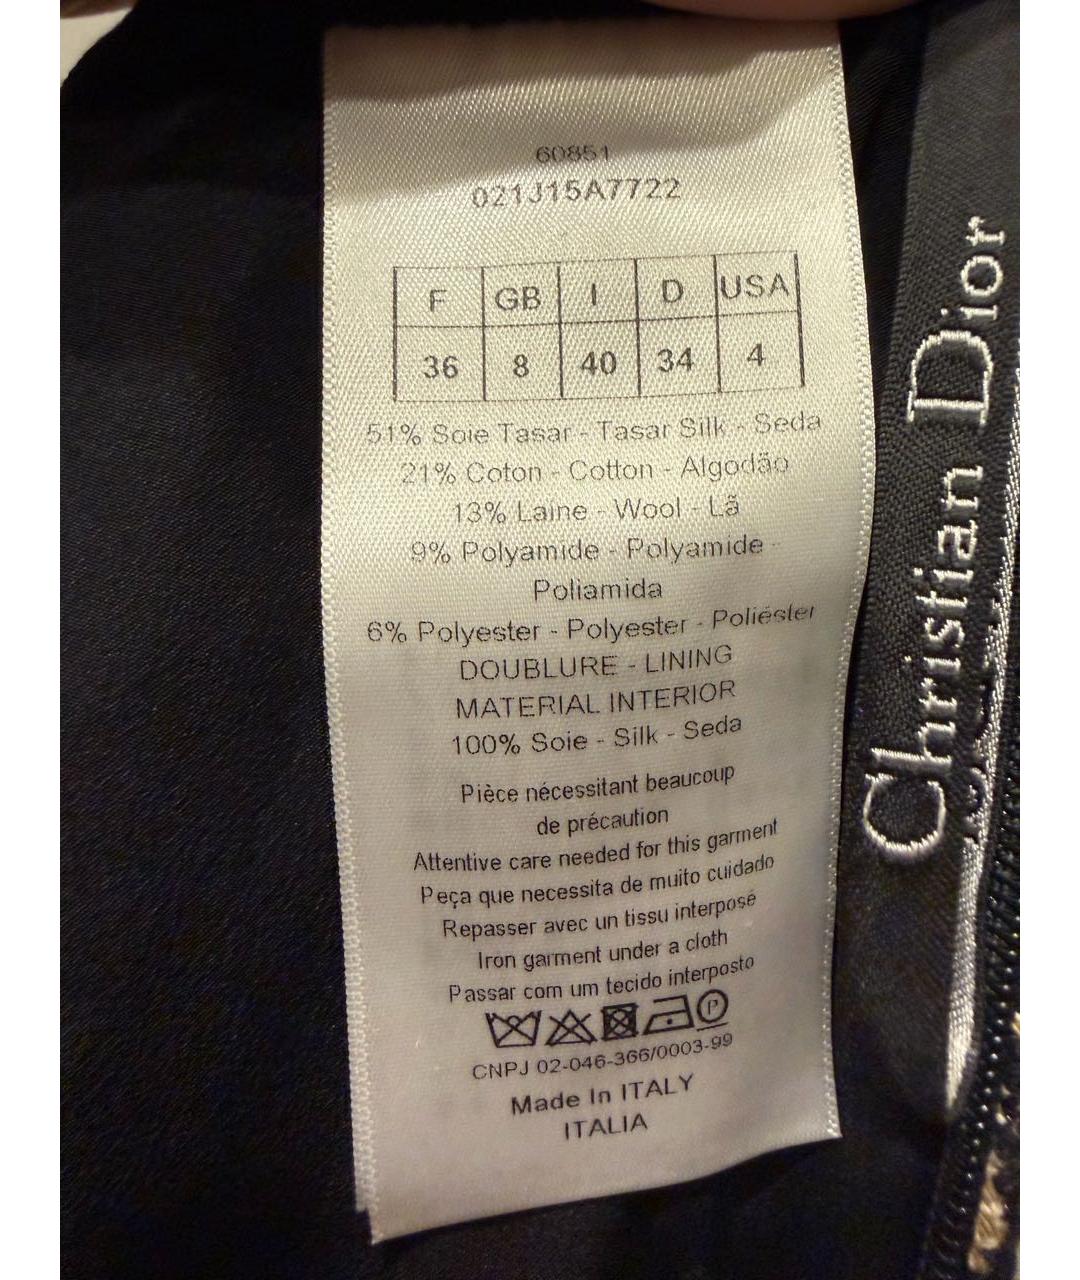 60851
021J15A7722
F GB I D USA
36 8 40 34 4
51% Soie Tasar - Tasar Silk - Seda
21% Coton - Cotton - Algodão
13% Laine - Wool - Lã
9% Polyamide - Polyamide -
Poliamida
6% Polyester - Polyester - Poliéster
DOUBLURE - LINING
MATERIAL INTERIOR
100% Soie - Silk - Seda
Pièce nécessitant beaucoup
de précaution
Attentive care needed for this garment
Peça que necessita de muito cuidado
Repasser avec un tissu interposé
Iron garment under a cloth
Passar com um tecido interposto
P
CNPJ 02-046-366/0003-99
Made In ITALY
ITALIA
Christian Dior